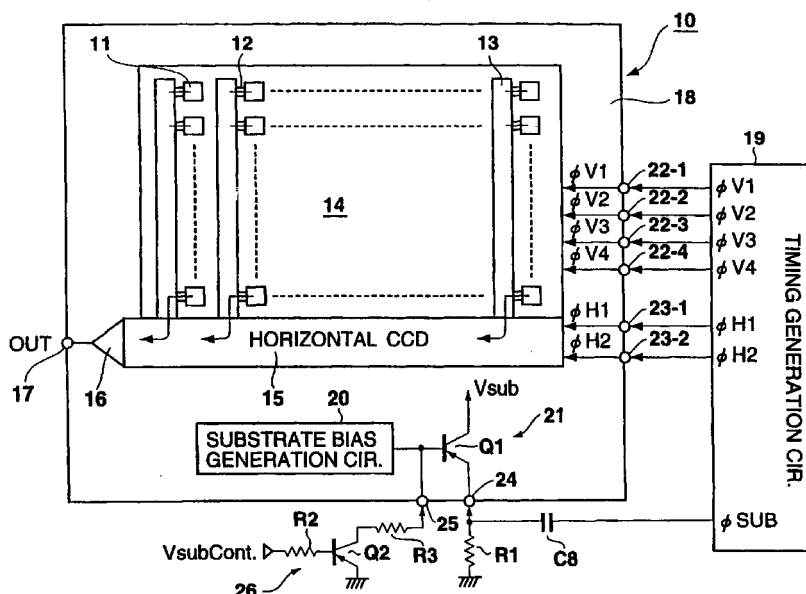 11
12
13
10
18
19
14
φV1
22-1
φV1
φV2
22-2
φV2
φV3
22-3
φV3
φV4
22-4
φV4
φH1
23-1
φH1
φH2
23-2
φH2
TIMING GENERATION CIR.
OUT
HORIZONTAL CCD
17
16
15
20
Vsub
21
SUBSTRATE BIAS
GENERATION CIR.
Q1
24
25
φSUB
R2
R3
R1
C8
VsubCont.
Q2
26